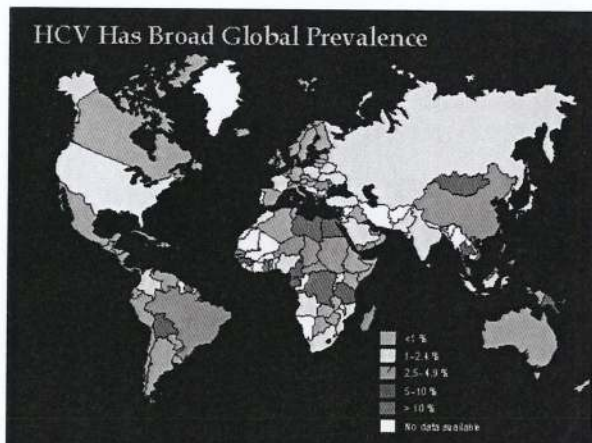 HCV Has Broad Global Prevalence
<1 %
1-2.4 %
2.5-4.9 %
5-10 %
>10 %
No data available